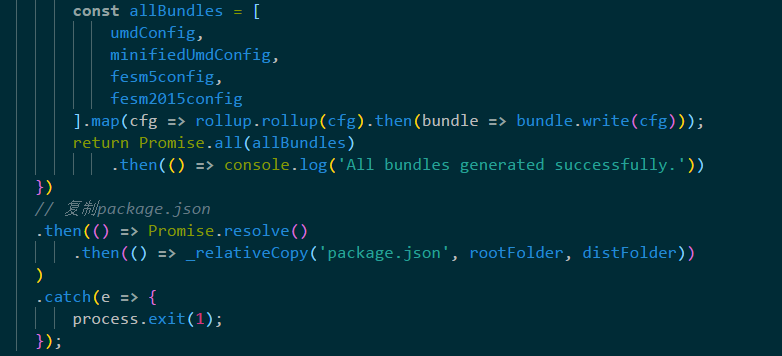 const allBundles = [
umdConfig,
minifiedUmdConfig,
fesm5config,
fesm2015config
].map(cfg => rollup.rollup(cfg).then(bundle => bundle.write(cfg)));
return Promise.all(allBundles)
.then(() => console.log('All bundles generated successfully.'))
})
// 复制package.json
.then(() => Promise.resolve()
.then(() => _relativeCopy('package.json', rootFolder, distFolder))
)
.catch(e => {
process.exit(1);
});